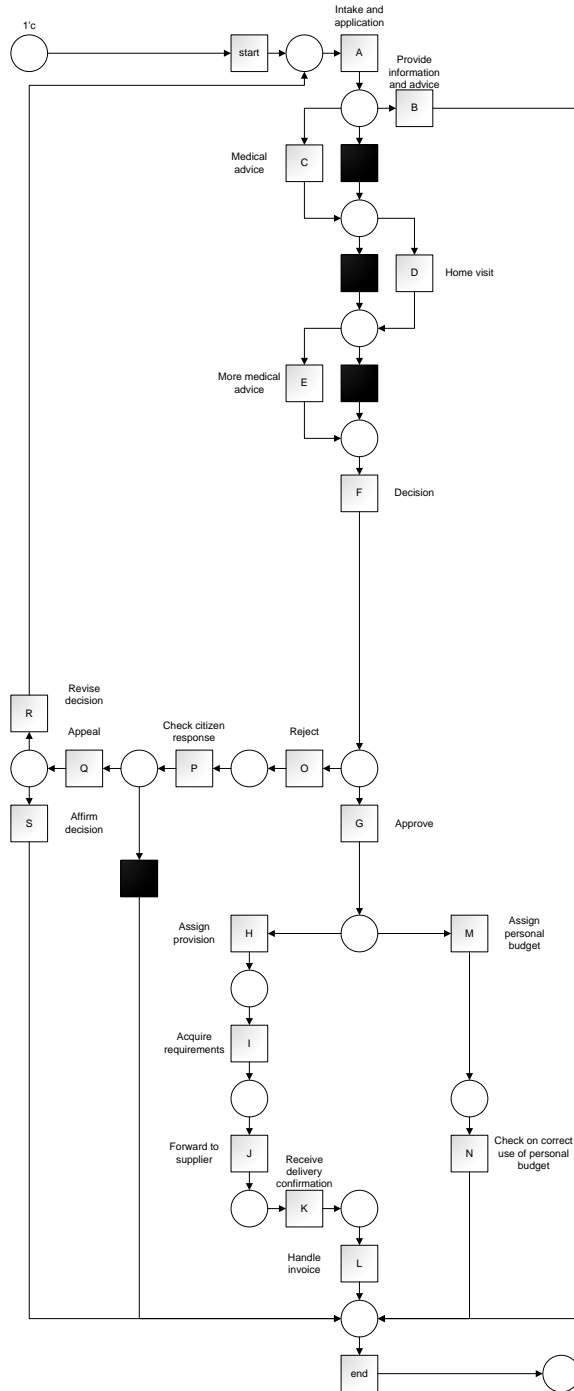 1'c
Intake and
application
start
A
Provide
information
and advice
B
Medical
advice
C
D
Home visit
More medical
advice
E
F
Decision
Revise
decision
R
Appeal
Check citizen
response
Reject
Q
P
O
S
Affirm
decision
G
Approve
Assign
provision
H
M
Assign
personal
budget
Acquire
requirements
I
Forward to
supplier
J
Receive
delivery
confirmation
K
N
Check on correct
use of personal
budget
Handle
invoice
L
end